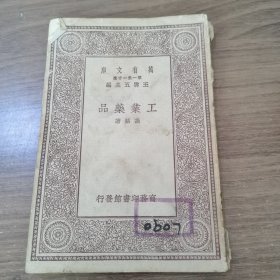 萬有文庫
第一集一千種
王雲五主編
工業藥品
商務印書館發行